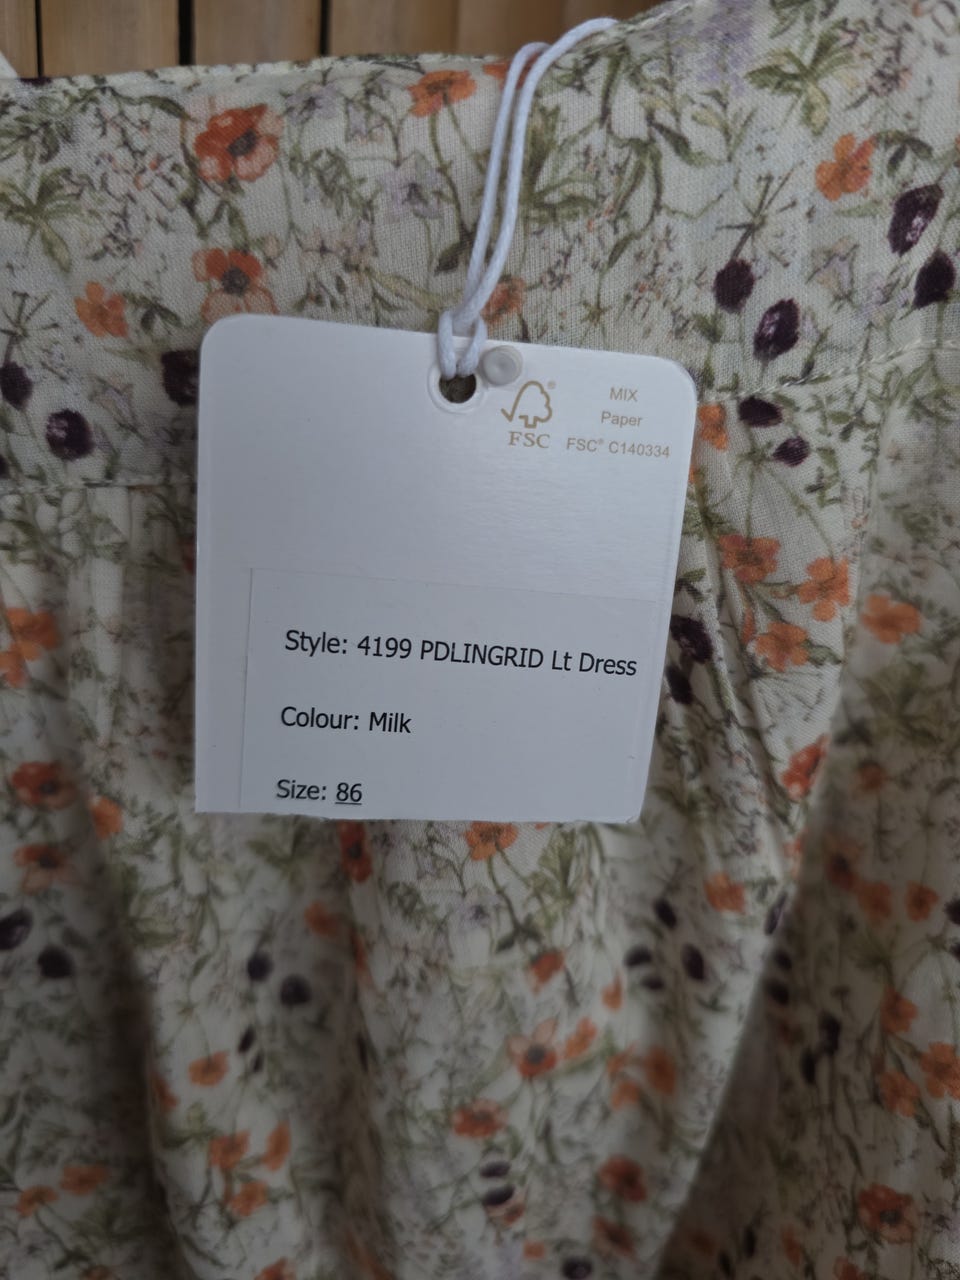 FSC®
MIX
Paper
FSC® C140334
Style: 4199 PDLINGRID Lt Dress
Colour: Milk
Size: 86